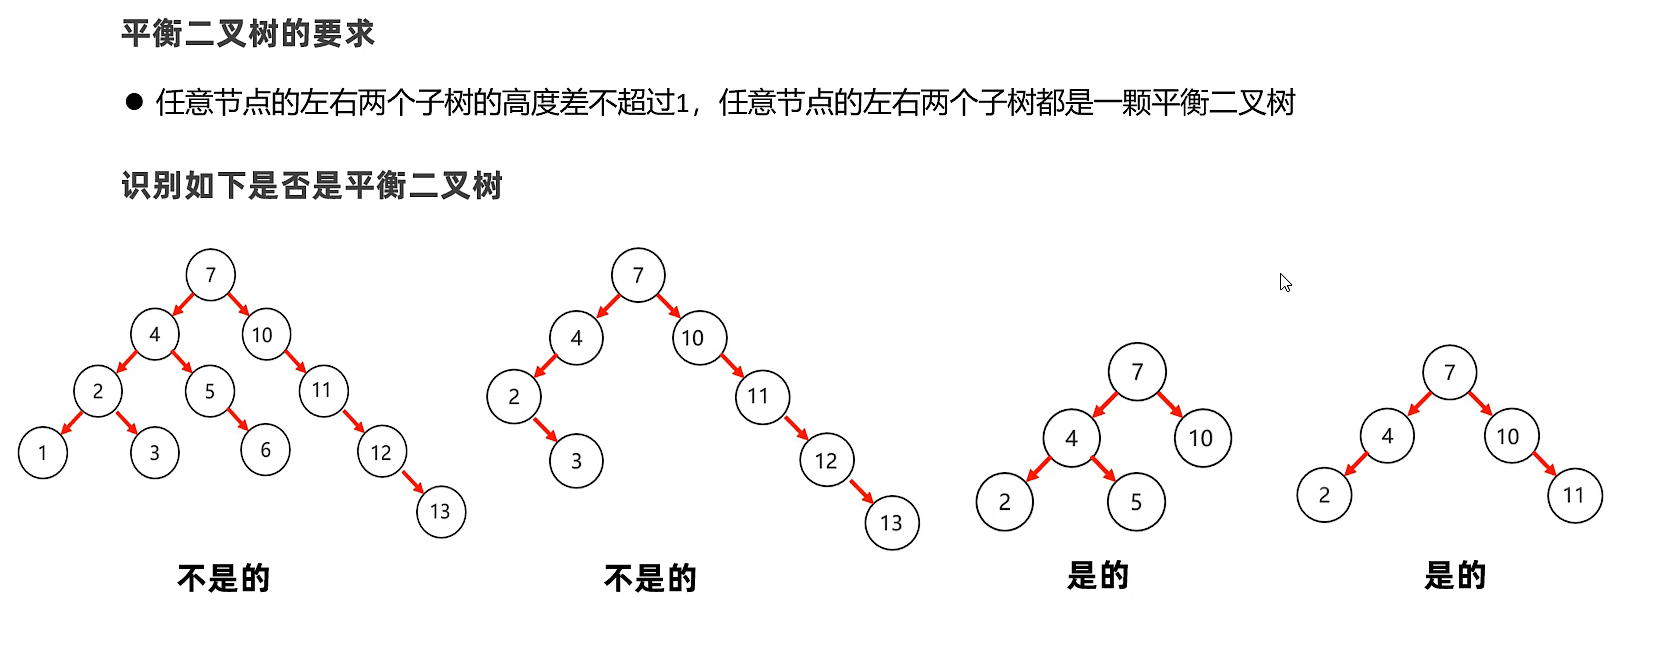 平衡二叉树的要求
● 任意节点的左右两个子树的高度差不超过1，任意节点的左右两个子树都是一颗平衡二叉树
识别如下是否是平衡二叉树
7
4 10
2 5 11
1 3 6 12
13
不是的
7
4 10
2 11
3 12
13
不是的
7
4 10
2 5
是的
7
4 10
2 11
是的